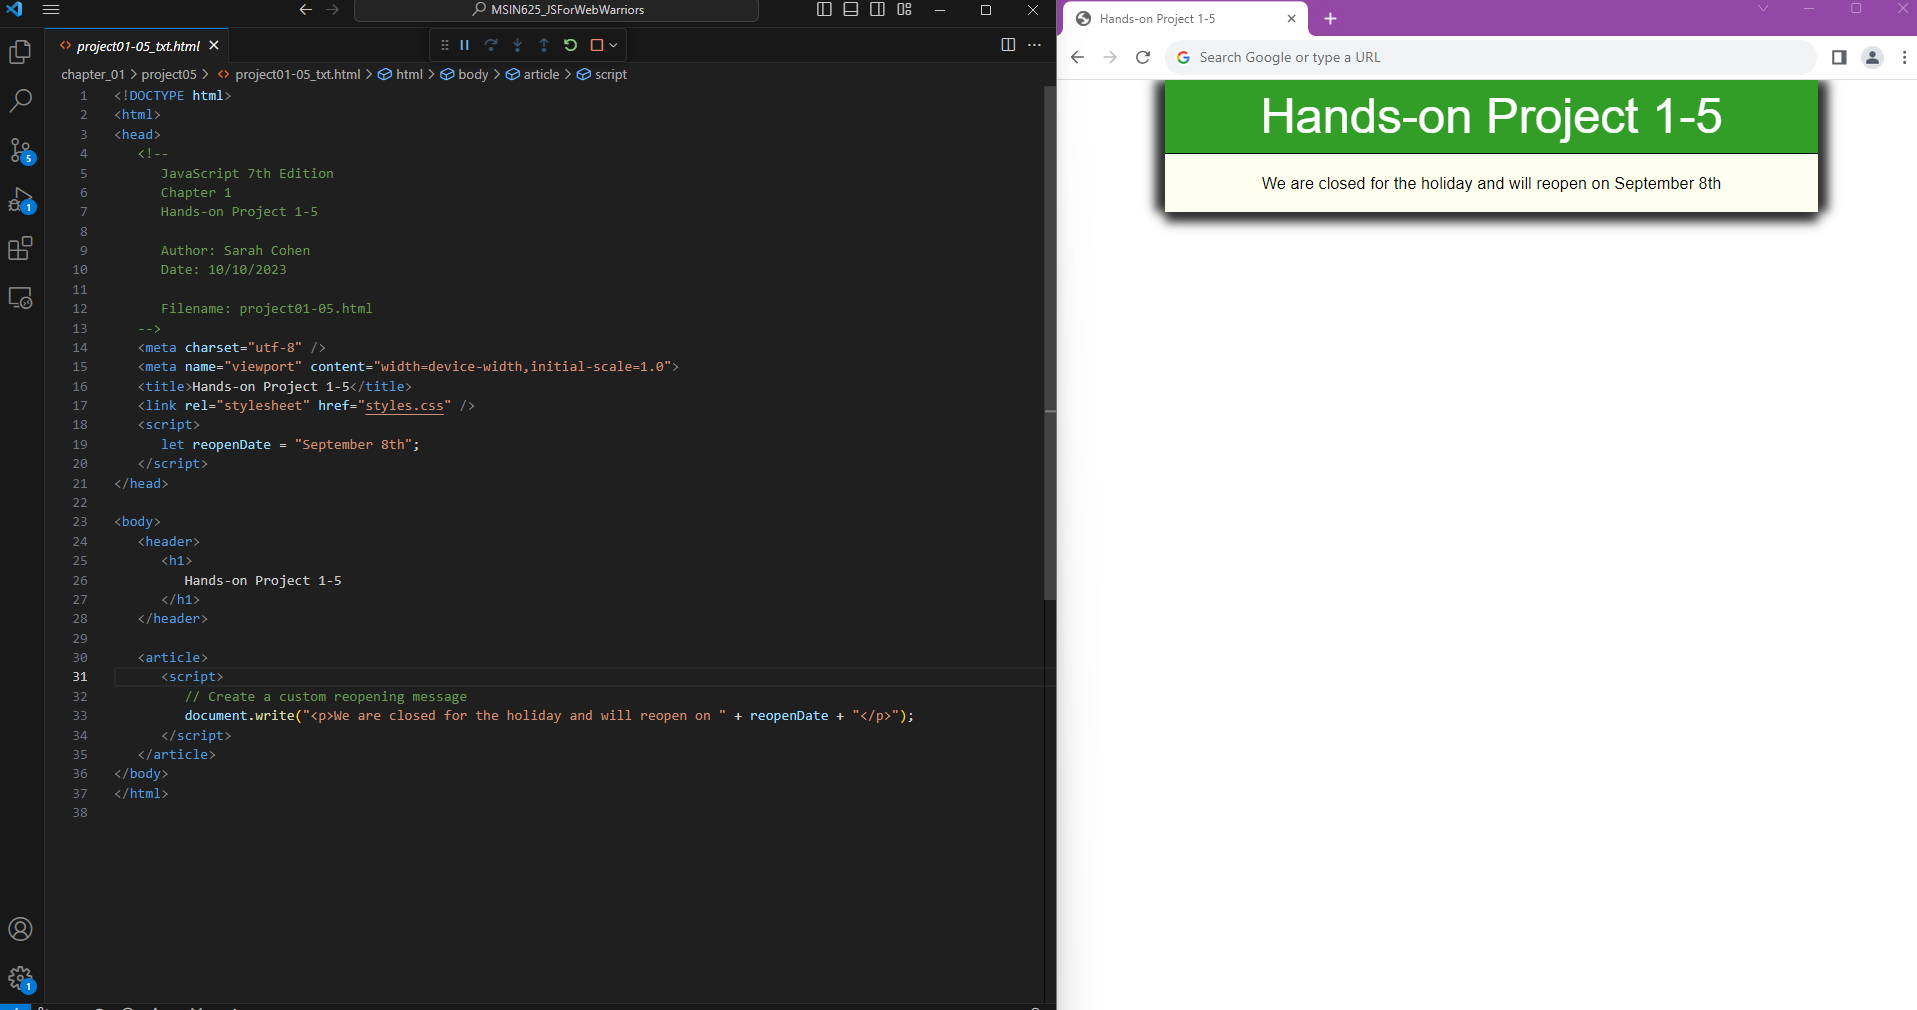 MSIN625_JSForWebWarriors
project01-05_txt.html
chapter_01 > project05 > project01-05_txt.html > html > body > article > script
1 <!DOCTYPE html>
2 <html>
3 <head>
4 <!--
5 JavaScript 7th Edition
6 Chapter 1
7 Hands-on Project 1-5
8
9 Author: Sarah Cohen
10 Date: 10/10/2023
11
12 Filename: project01-05.html
13 -->
14 <meta charset="utf-8" />
15 <meta name="viewport" content="width=device-width,initial-scale=1.0">
16 <title>Hands-on Project 1-5</title>
17 <link rel="stylesheet" href="styles.css" />
18 <script>
19 let reopenDate = "September 8th";
20 </script>
21 </head>
22
23 <body>
24 <header>
25 <h1>
26 Hands-on Project 1-5
27 </h1>
28 </header>
29
30 <article>
31 <script>
32 // Create a custom reopening message
33 document.write("<p>We are closed for the holiday and will reopen on " + reopenDate + "</p>");
34 </script>
35 </article>
36 </body>
37 </html>
38
5
1
1
Hands-on Project 1-5
Search Google or type a URL
Hands-on Project 1-5
We are closed for the holiday and will reopen on September 8th